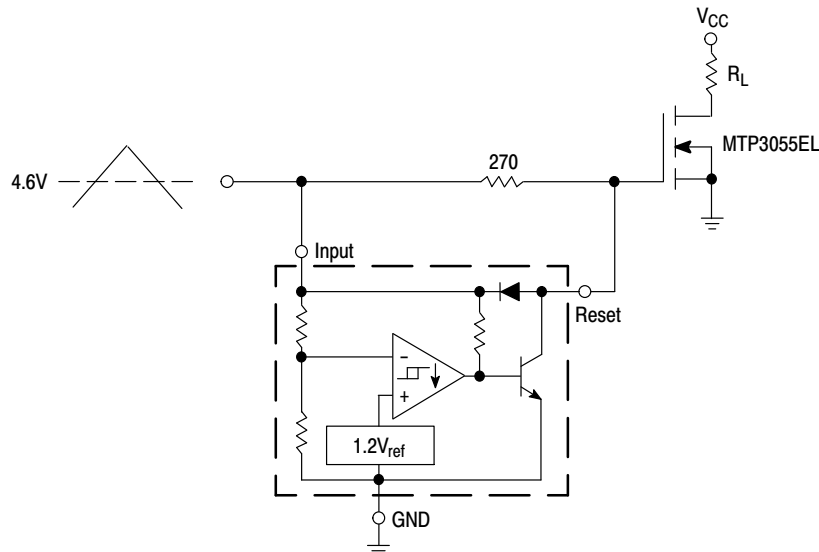 VCC
RL
MTP3055EL
270
4.6V
Input
Reset
–
+
1.2Vref
GND